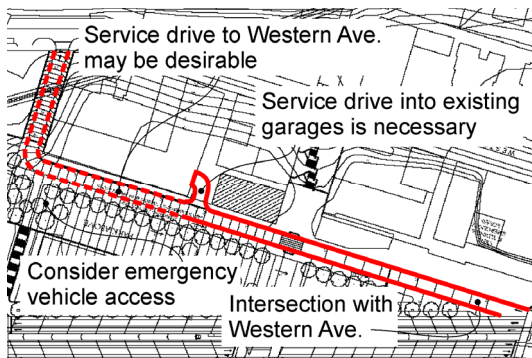 Service drive to Western Ave.
may be desirable
Service drive into existing
garages is necessary
Consider emergency
vehicle access
Intersection with
Western Ave.